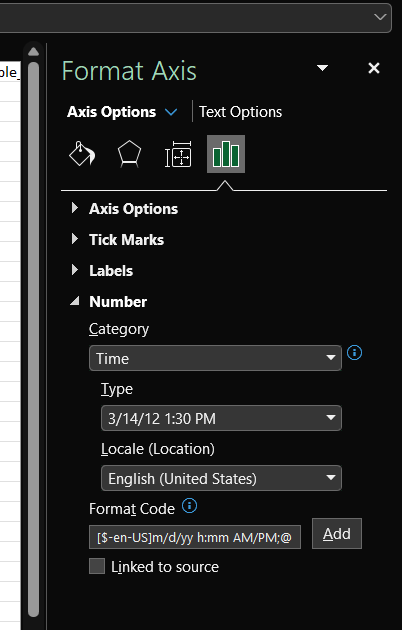 Format Axis
Axis Options
Text Options
Axis Options
Tick Marks
Labels
Number
Category
Time
Type
3/14/12 1:30 PM
Locale (Location)
English (United States)
Format Code
[$-en-US]m/d/yy h:mm AM/PM;@
Add
Linked to source